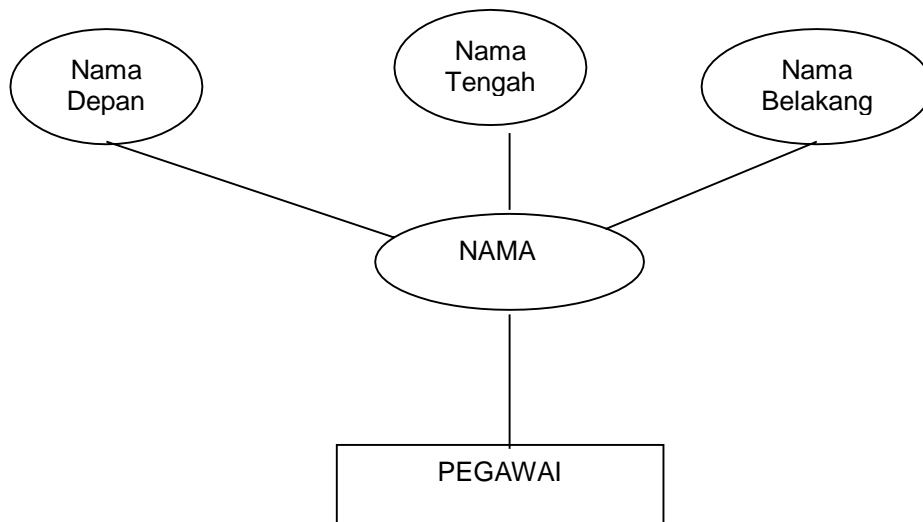 Nama
Depan
Nama
Tengah
Nama
Belakang
NAMA
PEGAWAI